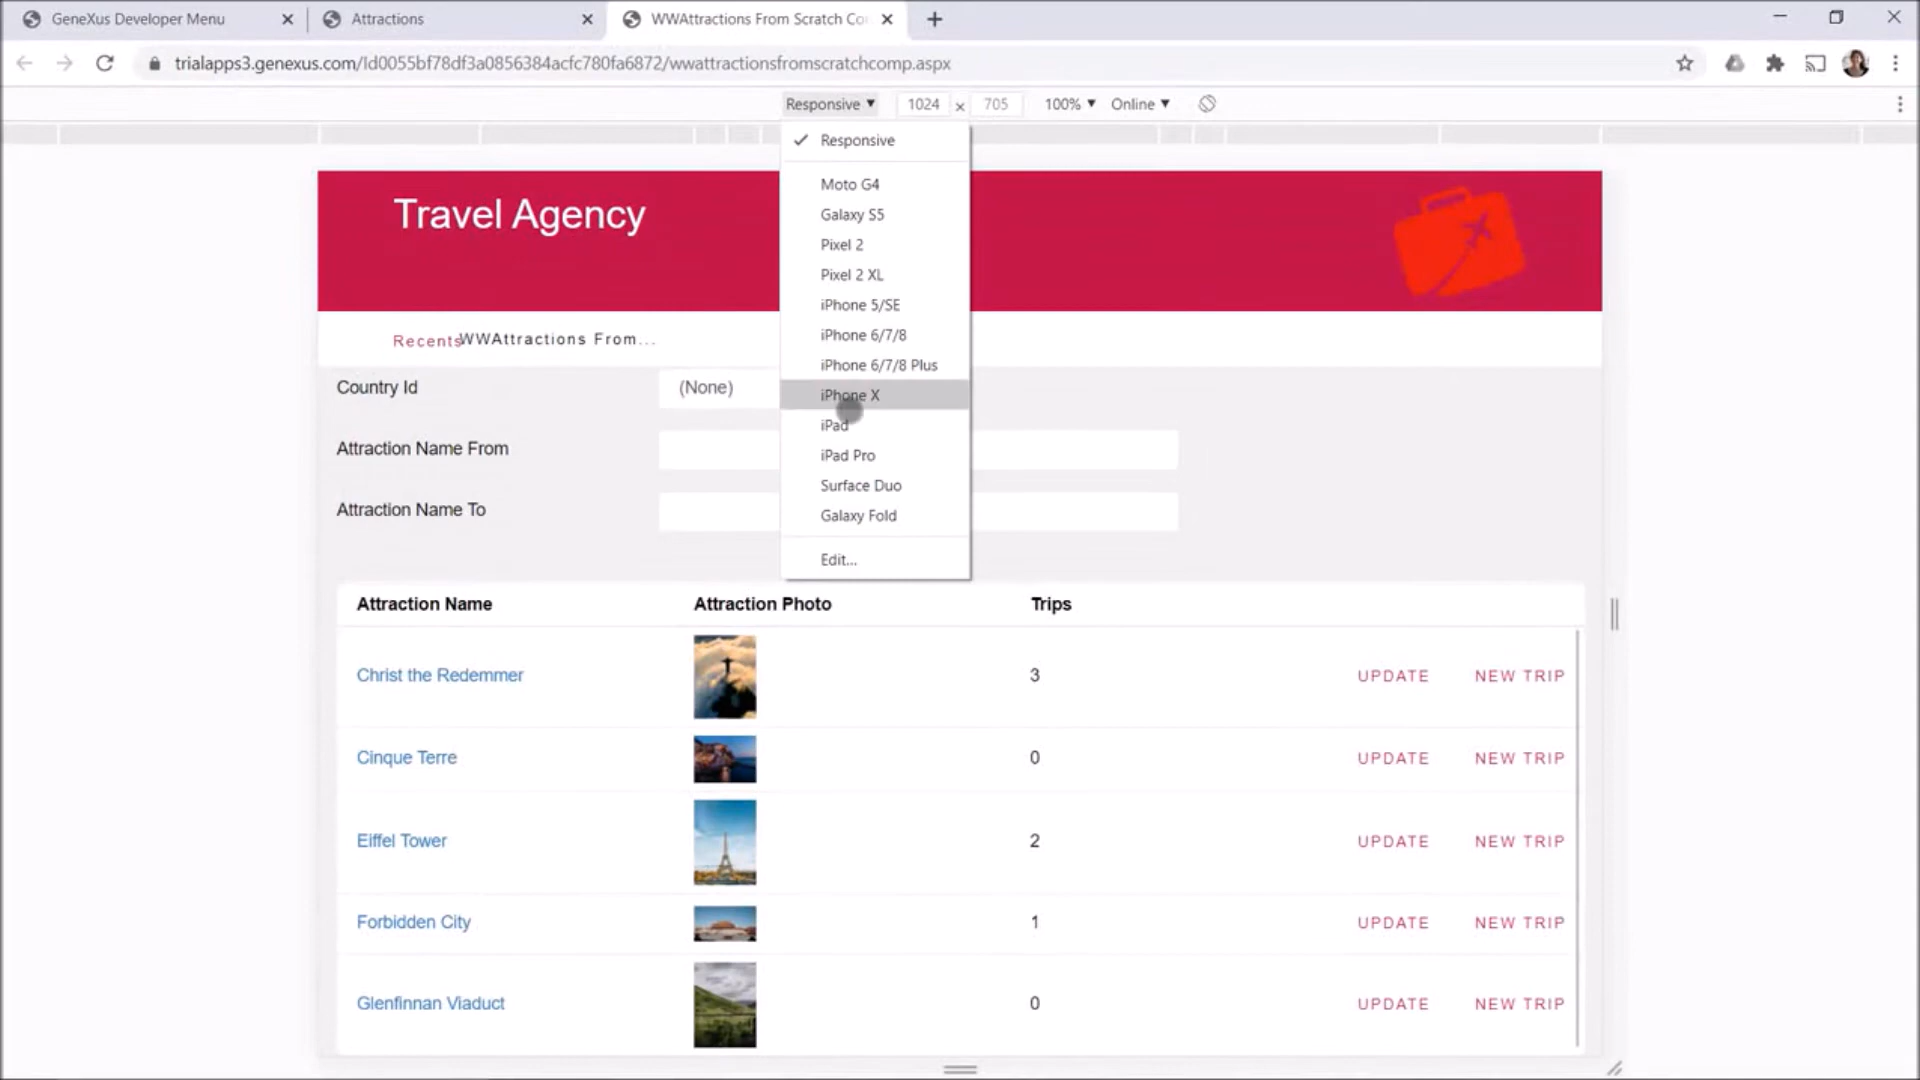 GeneXus Developer Menu
Attractions
WWAttractions From Scratch Co
trialapps3.genexus.com/Id0055bf78df3a0856384acfc780fa6872/wwattractionsfromscratchcomp.aspx
Responsive ▼ 1024 x 705 100% ▼ Online ▼
Responsive
Moto G4
Galaxy S5
Pixel 2
Pixel 2 XL
iPhone 5/SE
iPhone 6/7/8
iPhone 6/7/8 Plus
iPhone X
iPad
iPad Pro
Surface Duo
Galaxy Fold
Edit...
Travel Agency
Recents WWAttractions From...
Country Id (None)
Attraction Name From
Attraction Name To
Attraction Name Attraction Photo Trips
Christ the Redemmer 3 UPDATE NEW TRIP
Cinque Terre 0 UPDATE NEW TRIP
Eiffel Tower 2 UPDATE NEW TRIP
Forbidden City 1 UPDATE NEW TRIP
Glenfinnan Viaduct 0 UPDATE NEW TRIP